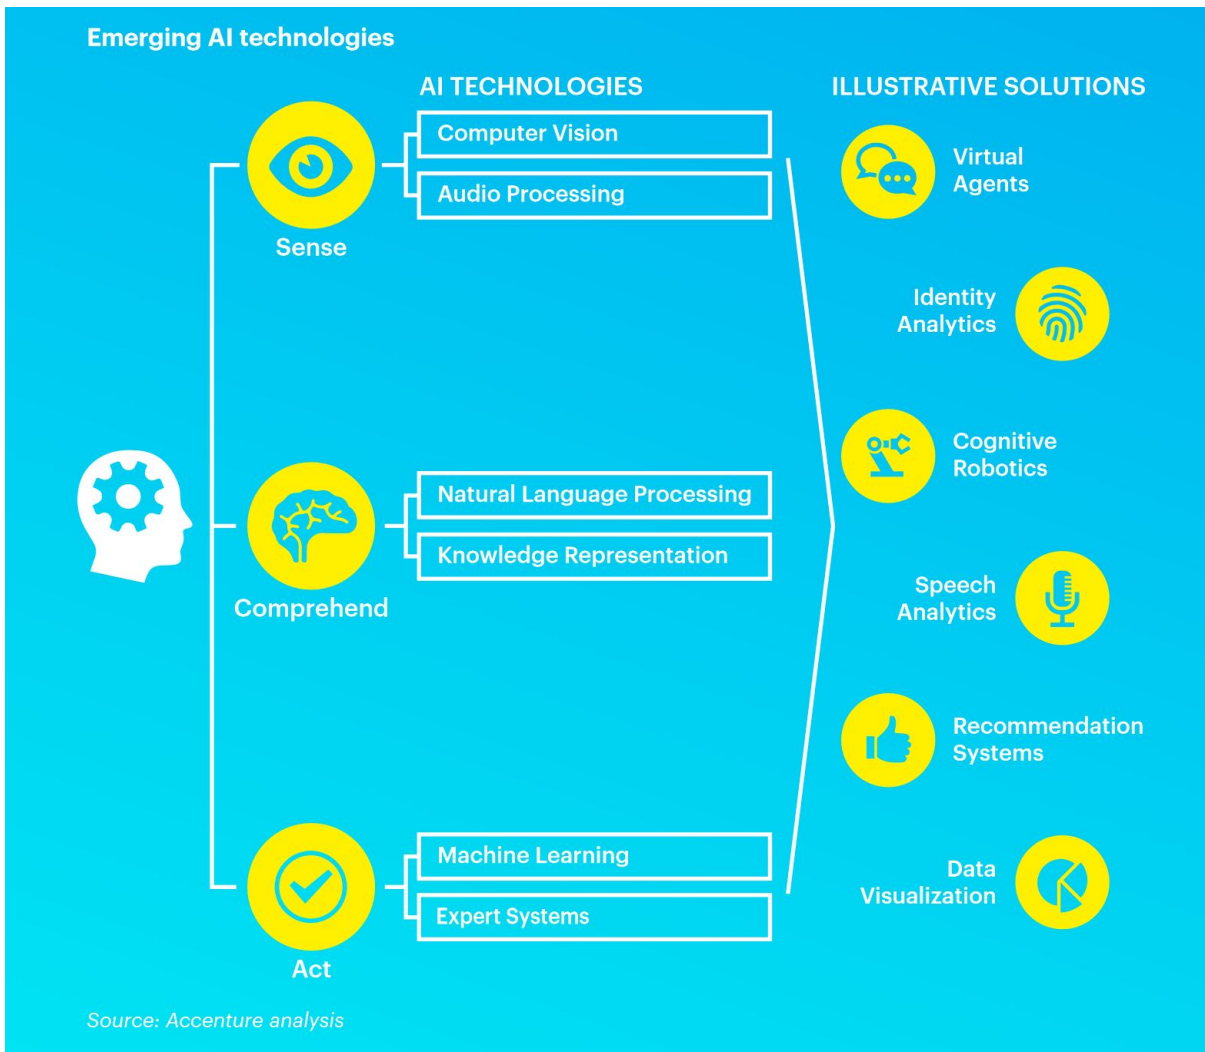 Emerging AI technologies
AI TECHNOLOGIES
Computer Vision
Audio Processing
Sense
Natural Language Processing
Knowledge Representation
Comprehend
Machine Learning
Expert Systems
Act
ILLUSTRATIVE SOLUTIONS
Virtual
Agents
Identity
Analytics
Cognitive
Robotics
Speech
Analytics
Recommendation
Systems
Data
Visualization
Source: Accenture analysis